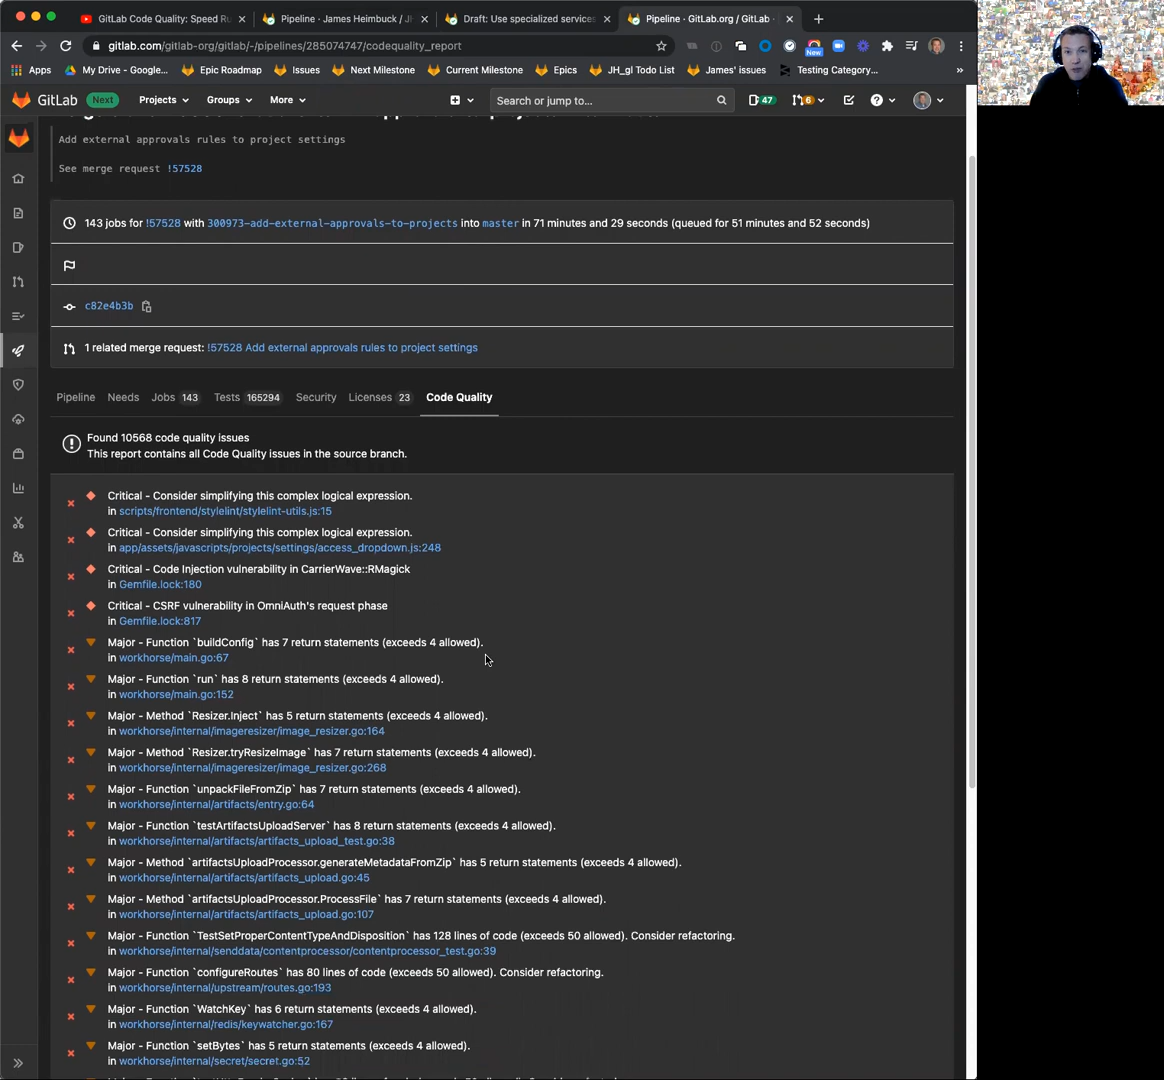 GitLab Code Quality: Speed Ru
Pipeline · James Heimbuck / JH
Draft: Use specialized services
Pipeline · GitLab.org / GitLab ·
gitlab.com/gitlab-org/gitlab/-/pipelines/285074747/codequality_report
Apps
My Drive - Google...
Epic Roadmap
Issues
Next Milestone
Current Milestone
Epics
JH_gl Todo List
James' issues
Testing Category...
»
GitLab
Next
Projects
Groups
More
Search or jump to...
47
6
Add external approvals rules to project settings
See merge request !57528
143 jobs for !57528 with 300973-add-external-approvals-to-projects into master in 71 minutes and 29 seconds (queued for 51 minutes and 52 seconds)
c82e4b3b
1 related merge request: !57528 Add external approvals rules to project settings
Pipeline Needs Jobs 143 Tests 165294 Security Licenses 23 Code Quality
Found 10568 code quality issues
This report contains all Code Quality issues in the source branch.
Critical - Consider simplifying this complex logical expression.
in scripts/frontend/stylelint/stylelint-utils.js:15
Critical - Consider simplifying this complex logical expression.
in app/assets/javascripts/projects/settings/access_dropdown.js:248
Critical - Code Injection vulnerability in CarrierWave::RMagick
in Gemfile.lock:180
Critical - CSRF vulnerability in OmniAuth's request phase
in Gemfile.lock:817
Major - Function `buildConfig` has 7 return statements (exceeds 4 allowed).
in workhorse/main.go:67
Major - Function `run` has 8 return statements (exceeds 4 allowed).
in workhorse/main.go:152
Major - Method `Resizer.Inject` has 5 return statements (exceeds 4 allowed).
in workhorse/internal/imageresizer/image_resizer.go:164
Major - Method `Resizer.tryResizeImage` has 7 return statements (exceeds 4 allowed).
in workhorse/internal/imageresizer/image_resizer.go:268
Major - Function `unpackFileFromZip` has 7 return statements (exceeds 4 allowed).
in workhorse/internal/artifacts/entry.go:64
Major - Function `testArtifactsUploadServer` has 8 return statements (exceeds 4 allowed).
in workhorse/internal/artifacts/artifacts_upload_test.go:38
Major - Method `artifactsUploadProcessor.generateMetadataFromZip` has 5 return statements (exceeds 4 allowed).
in workhorse/internal/artifacts/artifacts_upload.go:45
Major - Method `artifactsUploadProcessor.ProcessFile` has 7 return statements (exceeds 4 allowed).
in workhorse/internal/artifacts/artifacts_upload.go:107
Major - Function `TestSetProperContentTypeAndDisposition` has 128 lines of code (exceeds 50 allowed). Consider refactoring.
in workhorse/internal/senddata/contentprocessor/contentprocessor_test.go:39
Major - Function `configureRoutes` has 80 lines of code (exceeds 50 allowed). Consider refactoring.
in workhorse/internal/upstream/routes.go:193
Major - Function `WatchKey` has 6 return statements (exceeds 4 allowed).
in workhorse/internal/redis/keywatcher.go:167
Major - Function `setBytes` has 5 return statements (exceeds 4 allowed).
in workhorse/internal/secret/secret.go:52